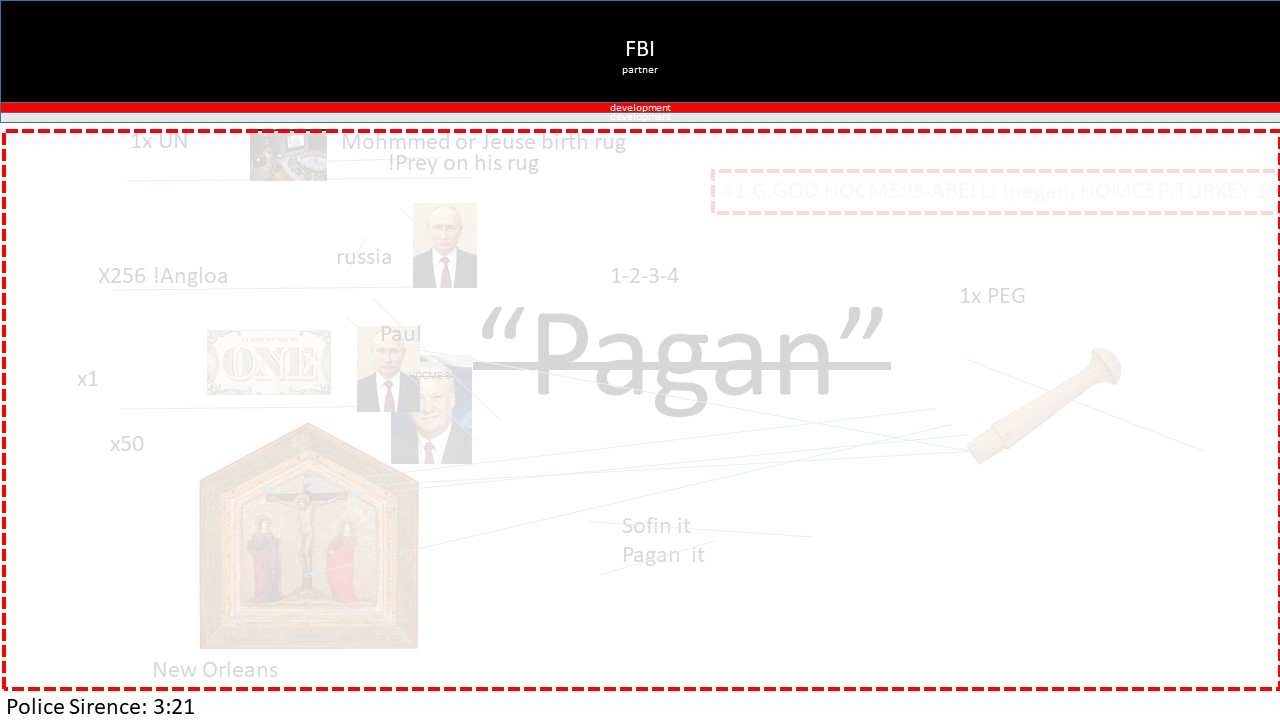 FBI
partner
development
development
1x UN
Mohmmed or Jeuse birth rug
!Prey on his rug
41.G.GOD.HOCME:IS-ABELL: !pegan, HOMCEP:TURKEY 1
russia
X256 !Angloa
1-2-3-4
1x PEG
Paul
“Pagan”
ONE
x1
x50
Sofin it
Pagan it
New Orleans
Police Sirence: 3:21